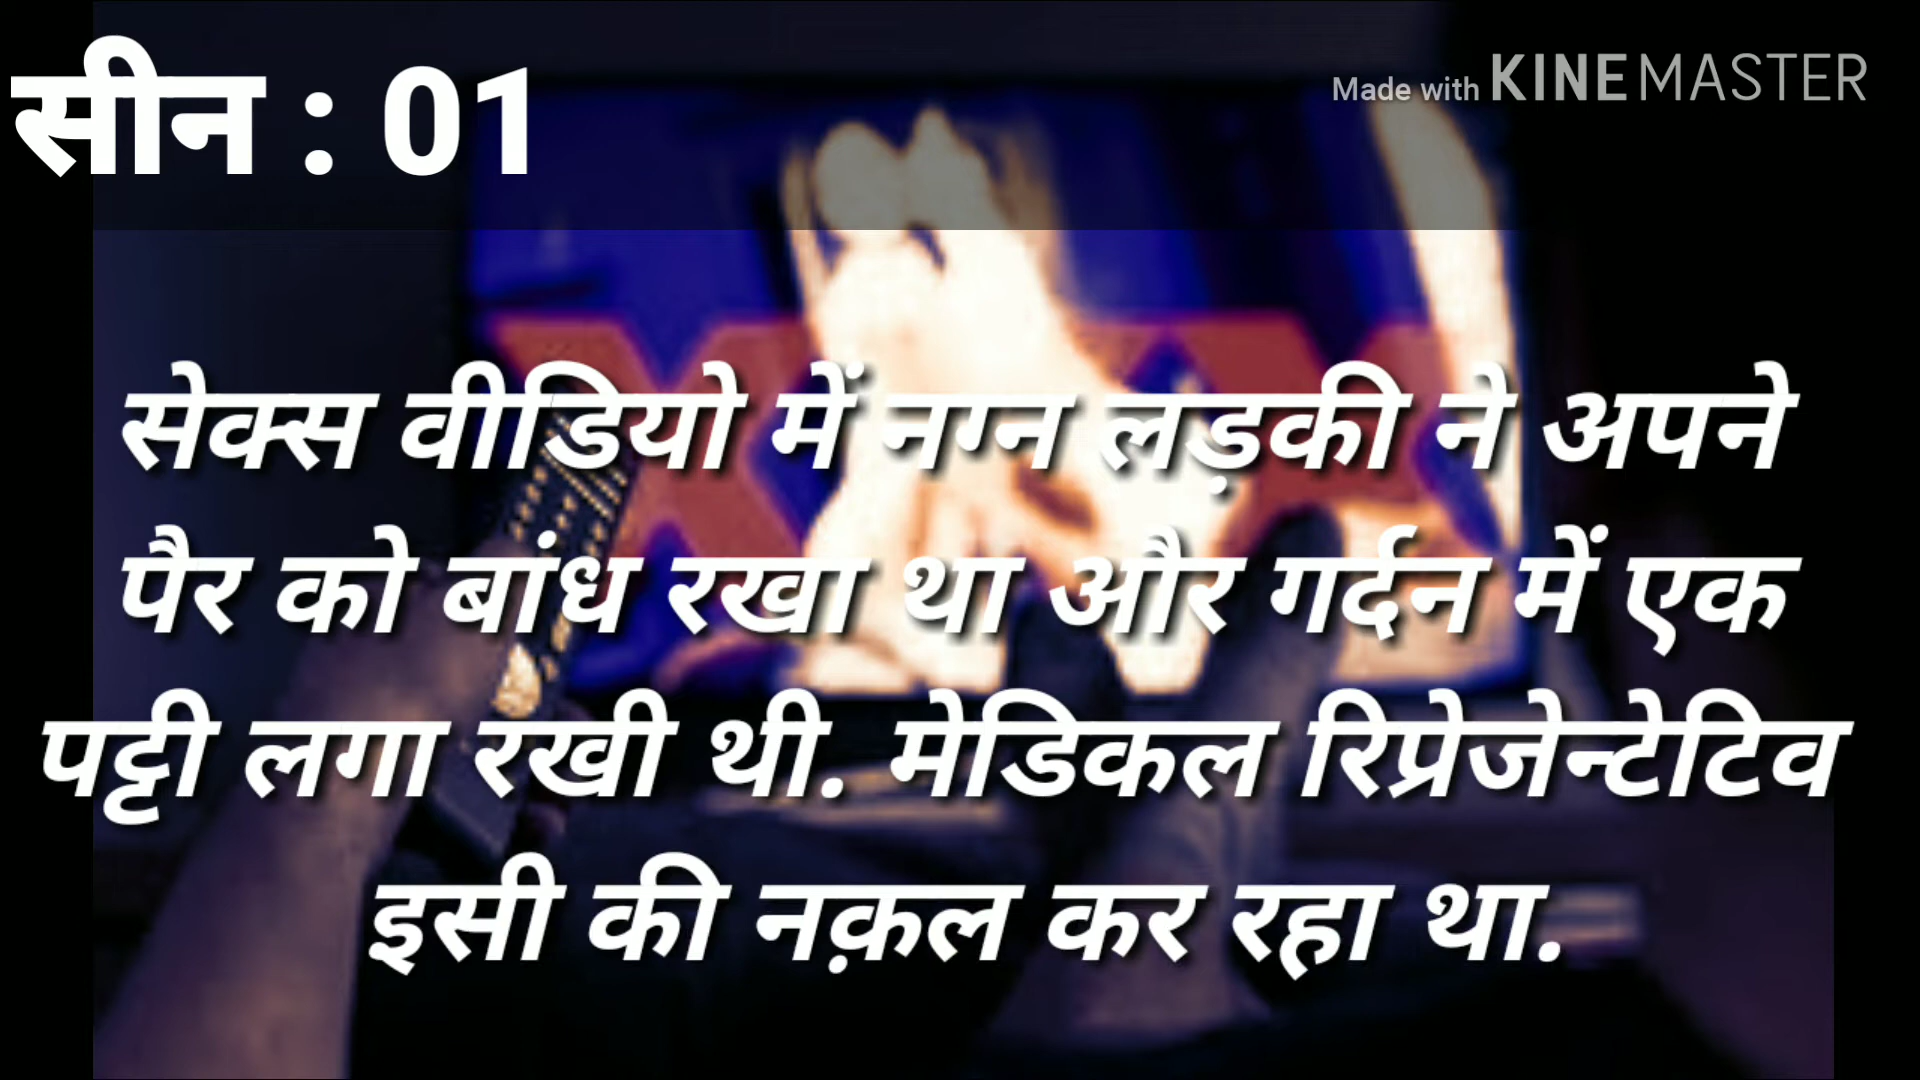 सीन : 01
Made with KINEMASTER
सेक्स वीडियो में नग्न लड़की ने अपने
पैर को बांध रखा था और गर्दन में एक
पट्टी लगा रखी थी. मेडिकल रिप्रेजेन्टेटिव
इसी की नक़ल कर रहा था.